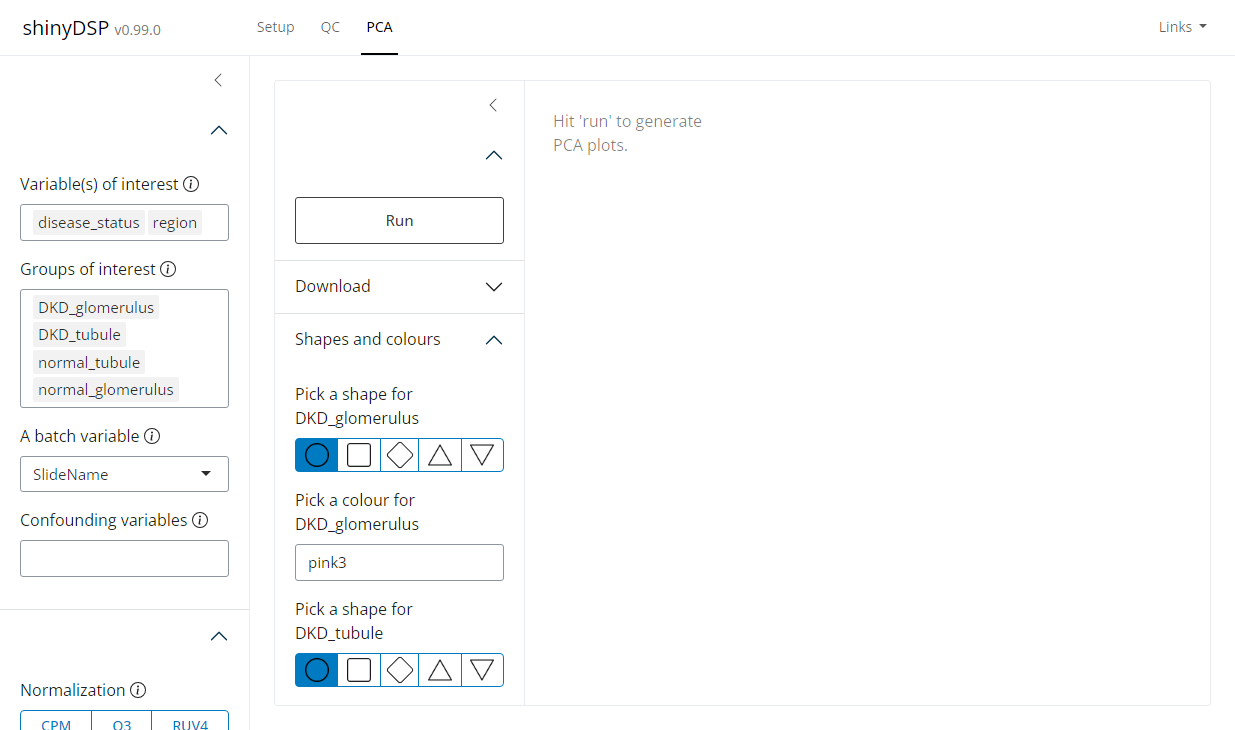 shinyDSP v0.99.0
Setup QC PCA
Links
Variable(s) of interest
disease_status region
Groups of interest
DKD_glomerulus
DKD_tubule
normal_tubule
normal_glomerulus
A batch variable
SlideName
Confounding variables
Normalization
CPM Q3 RUV4
Run
Download
Shapes and colours
Pick a shape for
DKD_glomerulus
Pick a colour for
DKD_glomerulus
pink3
Pick a shape for
DKD_tubule
Hit 'run' to generate
PCA plots.